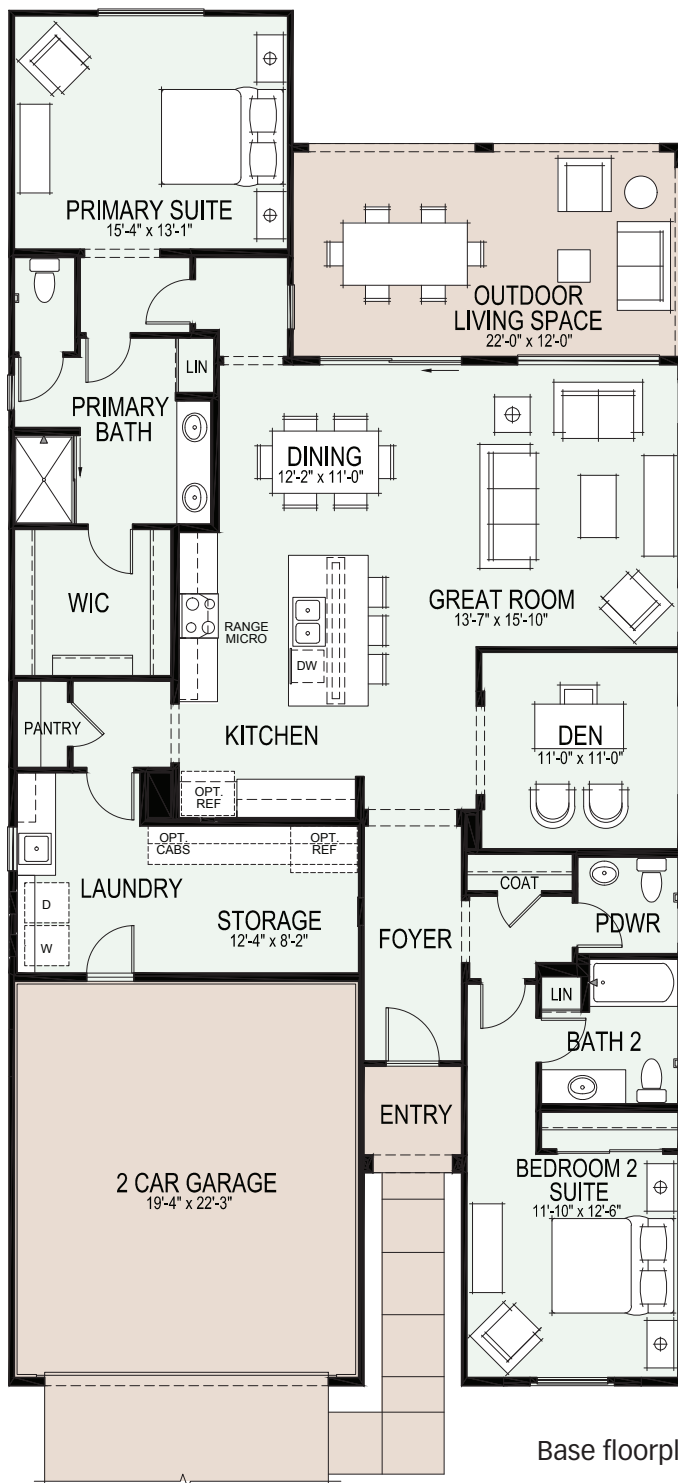 PRIMARY SUITE
15'-4" x 13'-1"
OUTDOOR
LIVING SPACE
22'-0" x 12'-0"
LIN
PRIMARY
BATH
DINING
12'-2" x 11'-0"
WIC
RANGE
MICRO
GREAT ROOM
13'-7" x 15'-10"
DW
PANTRY
KITCHEN
DEN
11'-0" x 11'-0"
OPT.
REF
OPT.
CABS
OPT.
REF
LAUNDRY
D
W
STORAGE
12'-4" x 8'-2"
COAT
FOYER
PDWR
LIN
BATH 2
ENTRY
2 CAR GARAGE
19'-4" x 22'-3"
BEDROOM 2
SUITE
11'-10" x 12'-6"
Base floorpl